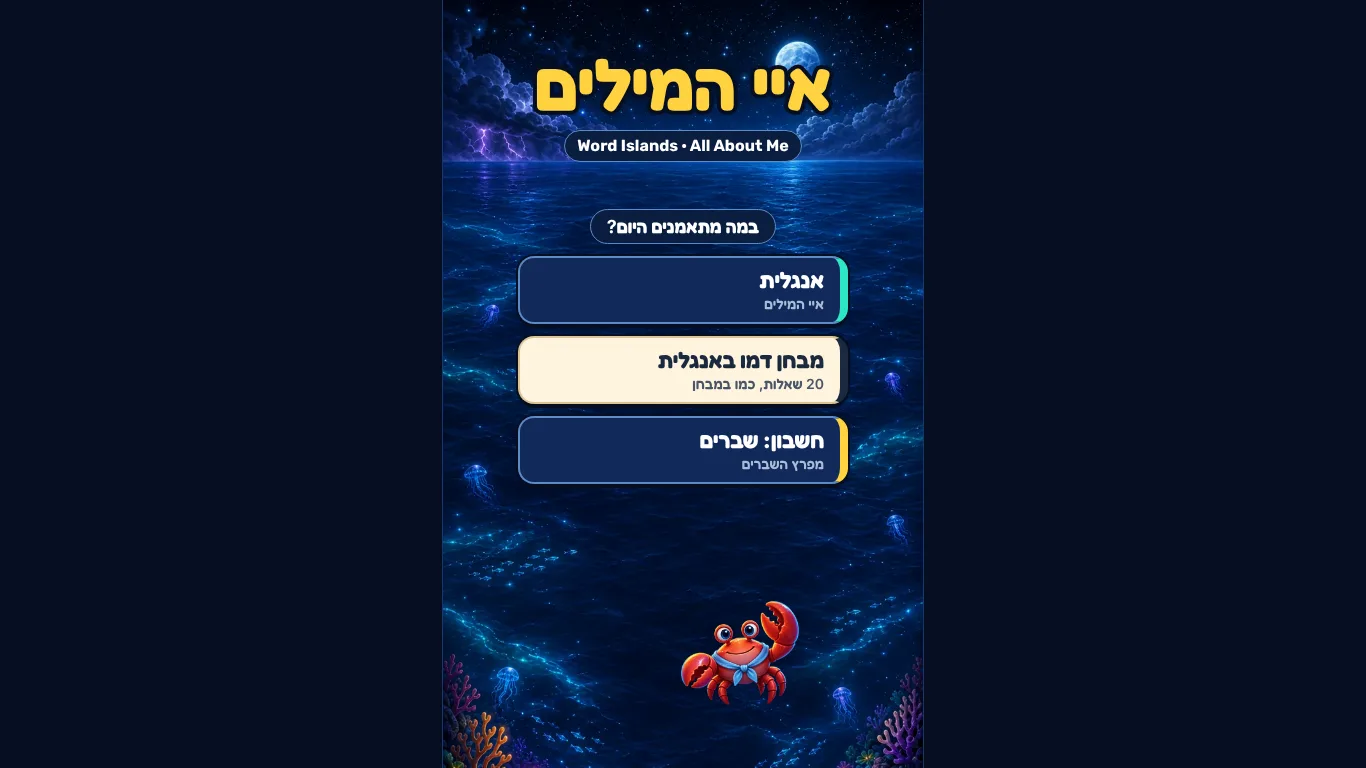 איי המילים
Word Islands • All About Me
במה מתאמנים היום?
אנגלית
איי המילים
מבחן דמו באנגלית
20 שאלות, כמו במבחן
חשבון: שברים
מפרץ השברים